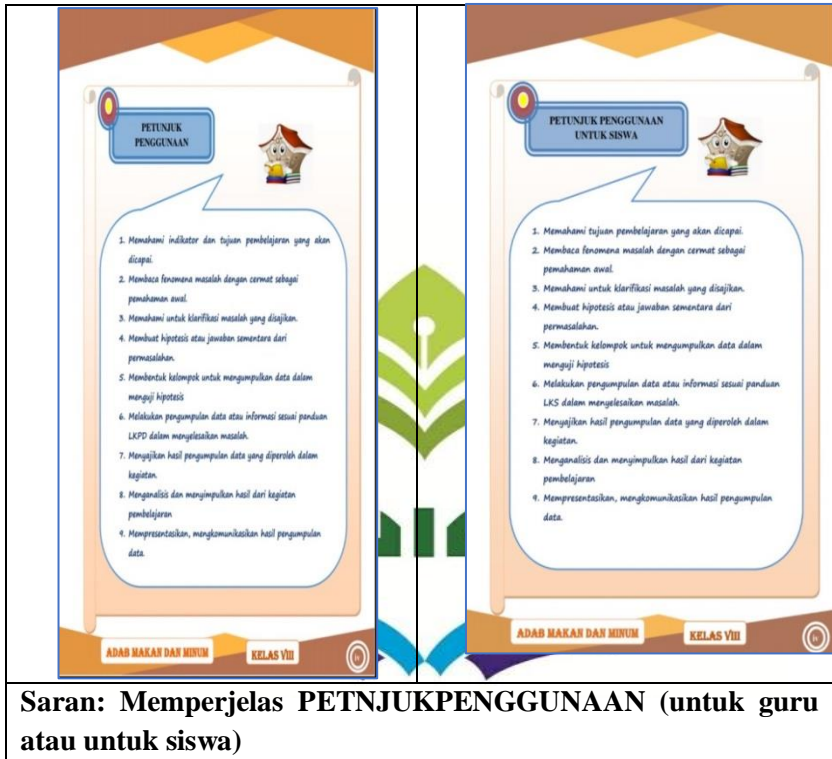 PETUNJUK
PENGGUNAAN
1. Memahami indikator dan tujuan pembelajaran yang akan
dicapai.
2. Membaca fenomena masalah dengan cermat sebagai
pemahaman awal.
3. Memahami untuk klarifikasi masalah yang disajikan.
4. Membuat hipotesis atau jawaban sementara dari
permasalahan.
5. Membentuk kelompok untuk mengumpulkan data dalam
menguji hipotesis
6. Melakukan pengumpulan data atau informasi sesuai panduan
LKPD dalam menyelesaikan masalah.
7. Menyajikan hasil pengumpulan data yang diperoleh dalam
kegiatan.
8. Menganalisis dan menyimpulkan hasil dari kegiatan
pembelajaran
9. Mempresentasikan, mengkomunikasikan hasil pengumpulan
data.
ADAB MAKAN DAN MINUM
KELAS VIII
iv
PETUNJUK PENGGUNAAN
UNTUK SISWA
1. Memahami tujuan pembelajaran yang akan dicapai.
2. Membaca fenomena masalah dengan cermat sebagai
pemahaman awal.
3. Memahami untuk klarifikasi masalah yang disajikan.
4. Membuat hipotesis atau jawaban sementara dari
permasalahan.
5. Membentuk kelompok untuk mengumpulkan data dalam
menguji hipotesis
6. Melakukan pengumpulan data atau informasi sesuai panduan
LKS dalam menyelesaikan masalah.
7. Menyajikan hasil pengumpulan data yang diperoleh dalam
kegiatan.
8. Menganalisis dan menyimpulkan hasil dari kegiatan
pembelajaran
9. Mempresentasikan, mengkomunikasikan hasil pengumpulan
data.
ADAB MAKAN DAN MINUM
KELAS VIII
Saran: Memperjelas PETNJUKPENGGUNAAN (untuk guru
atau untuk siswa)